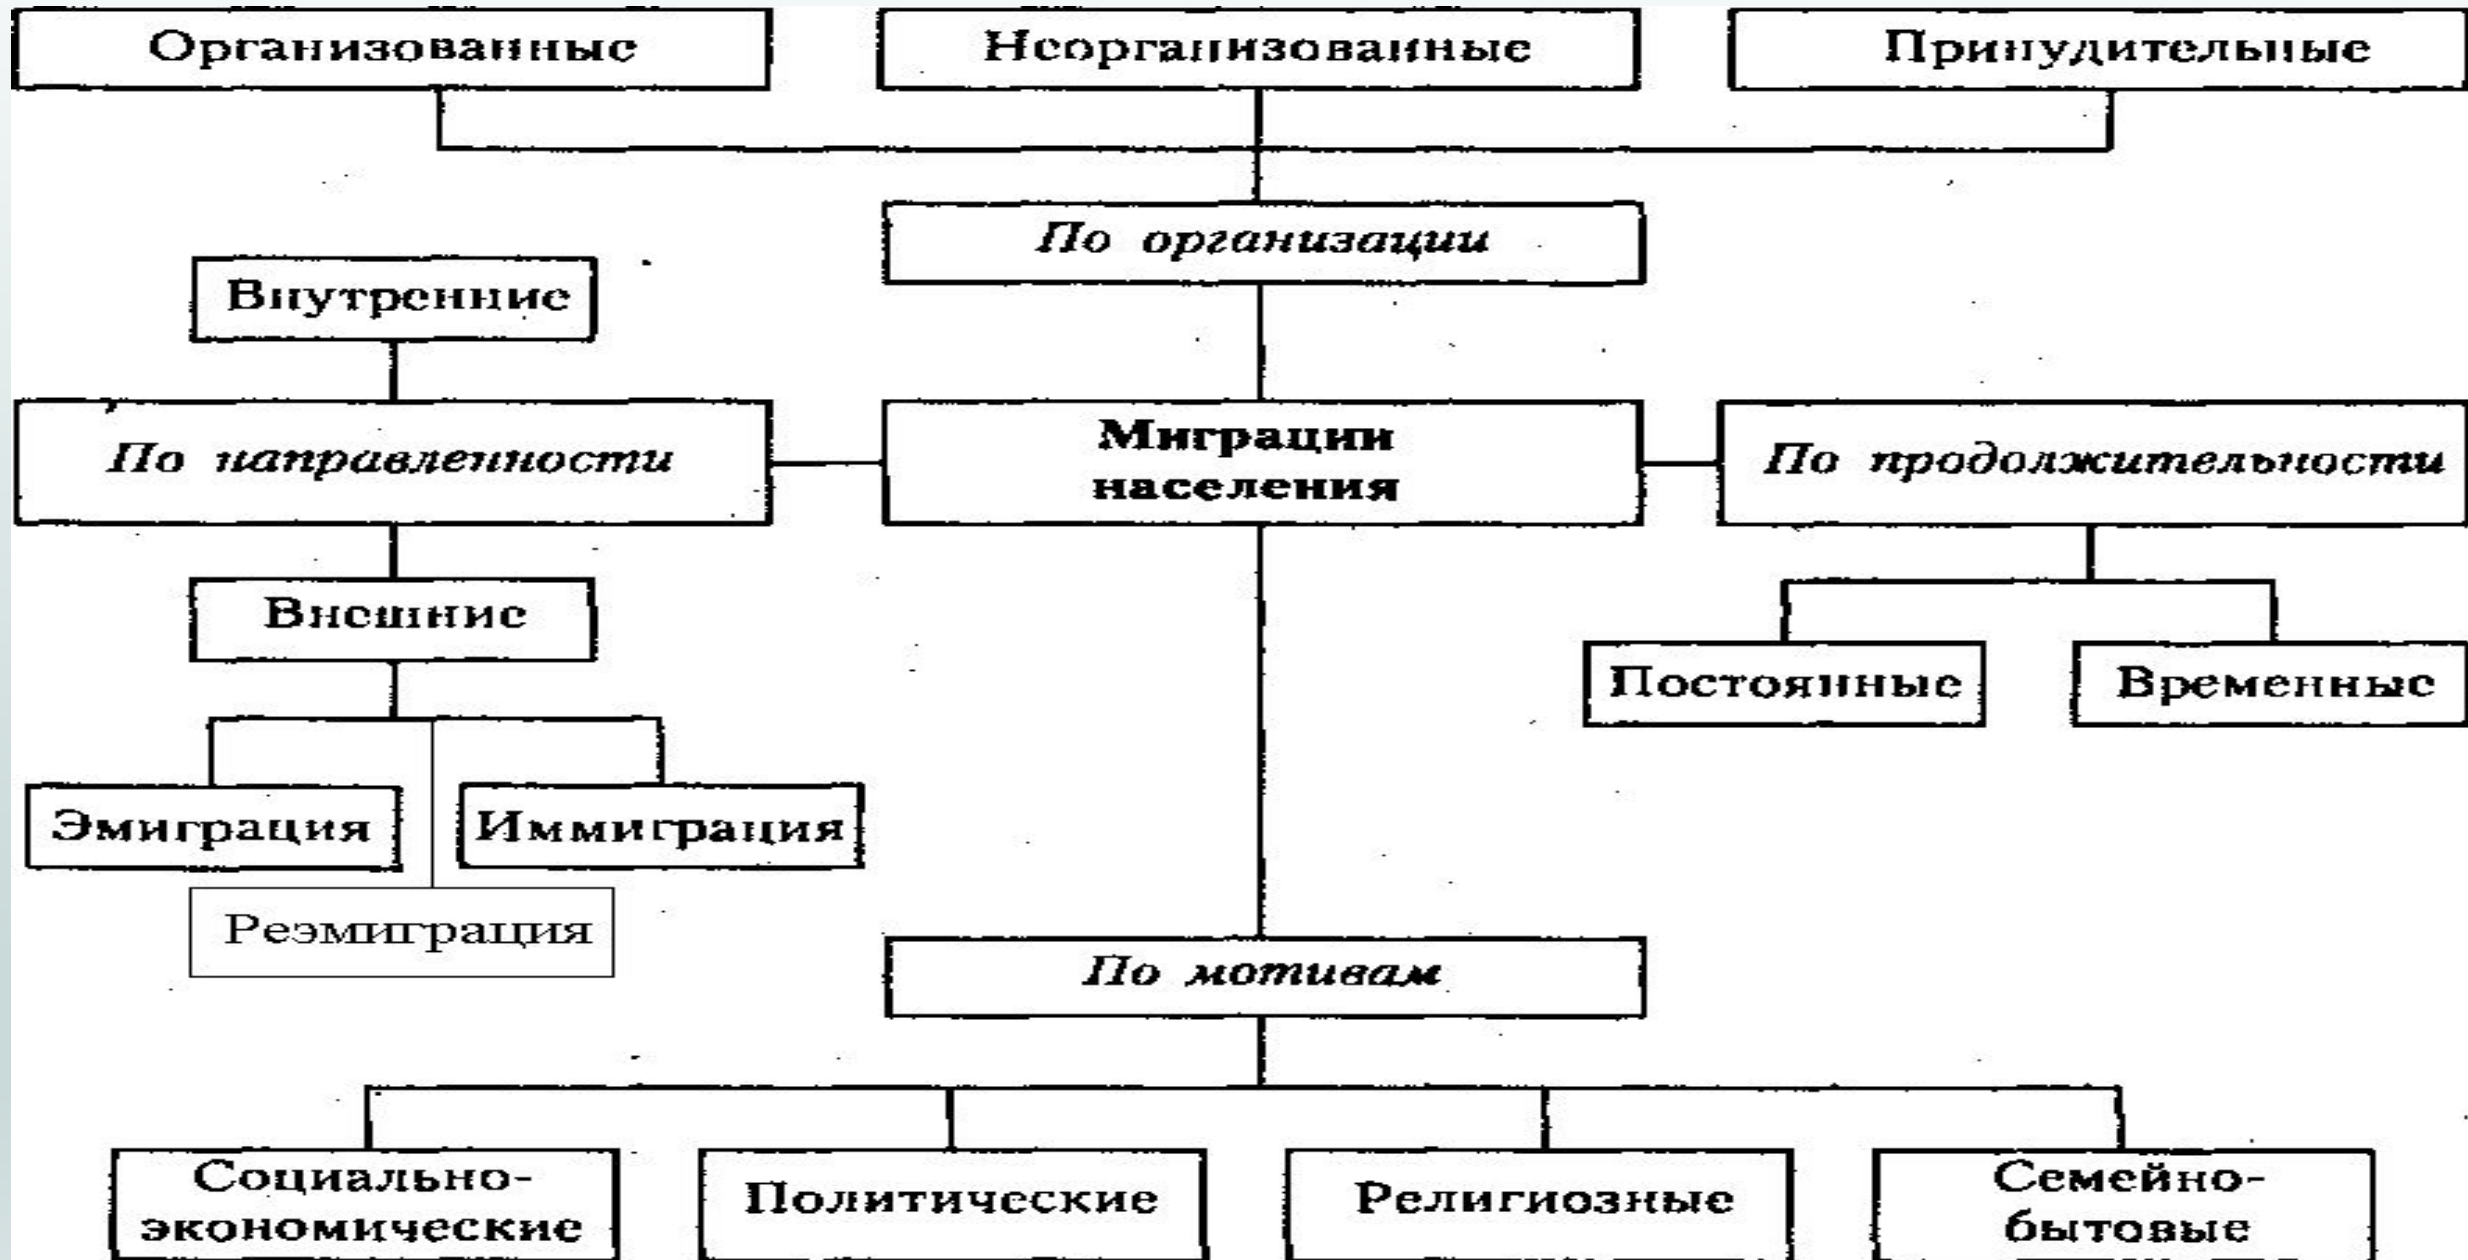 Организованные
Неорганизованные
Принудительные
По организации
Внутренние
По направленности
Миграции
населения
По продолжительности
Внешние
Постоянные
Временные
Эмиграция
Иммиграция
Реэмиграция
По мотивам
Социально-
экономические
Политические
Религиозные
Семейно-
бытовые